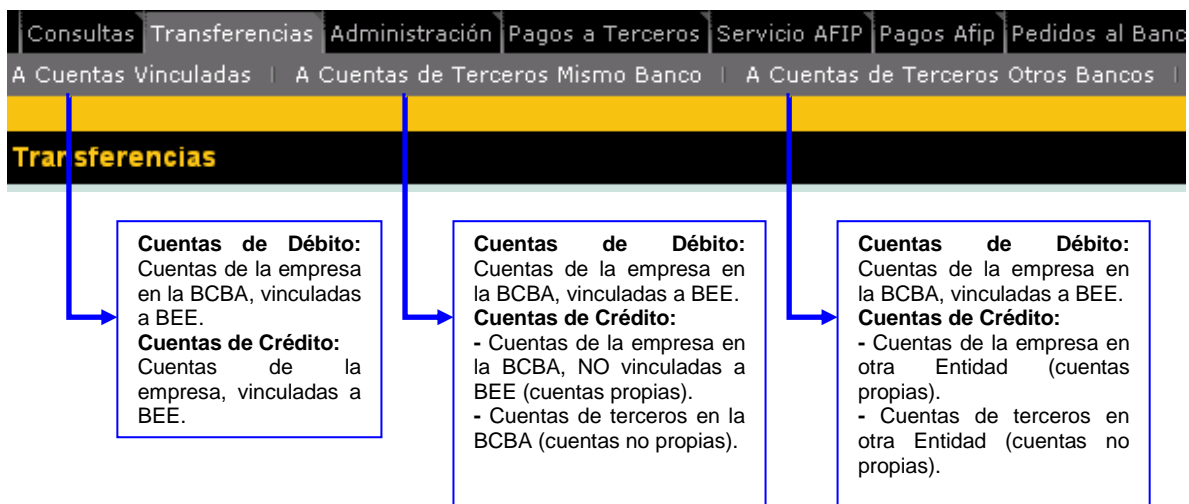 Consultas Transferencias Administración Pagos a Terceros Servicio AFIP Pagos Afip Pedidos al Banc
A Cuentas Vinculadas | A Cuentas de Terceros Mismo Banco | A Cuentas de Terceros Otros Bancos |
Transferencias
Cuentas de Débito:
Cuentas de la empresa
en la BCBA, vinculadas
a BEE.
Cuentas de Crédito:
Cuentas de la
empresa, vinculadas a
BEE.
Cuentas de Débito:
Cuentas de la empresa en
la BCBA, vinculadas a BEE.
Cuentas de Crédito:
- Cuentas de la empresa en
la BCBA, NO vinculadas a
BEE (cuentas propias).
- Cuentas de terceros en la
BCBA (cuentas no propias).
Cuentas de Débito:
Cuentas de la empresa en
la BCBA, vinculadas a BEE.
Cuentas de Crédito:
- Cuentas de la empresa en
otra Entidad (cuentas
propias).
- Cuentas de terceros en
otra Entidad (cuentas no
propias).